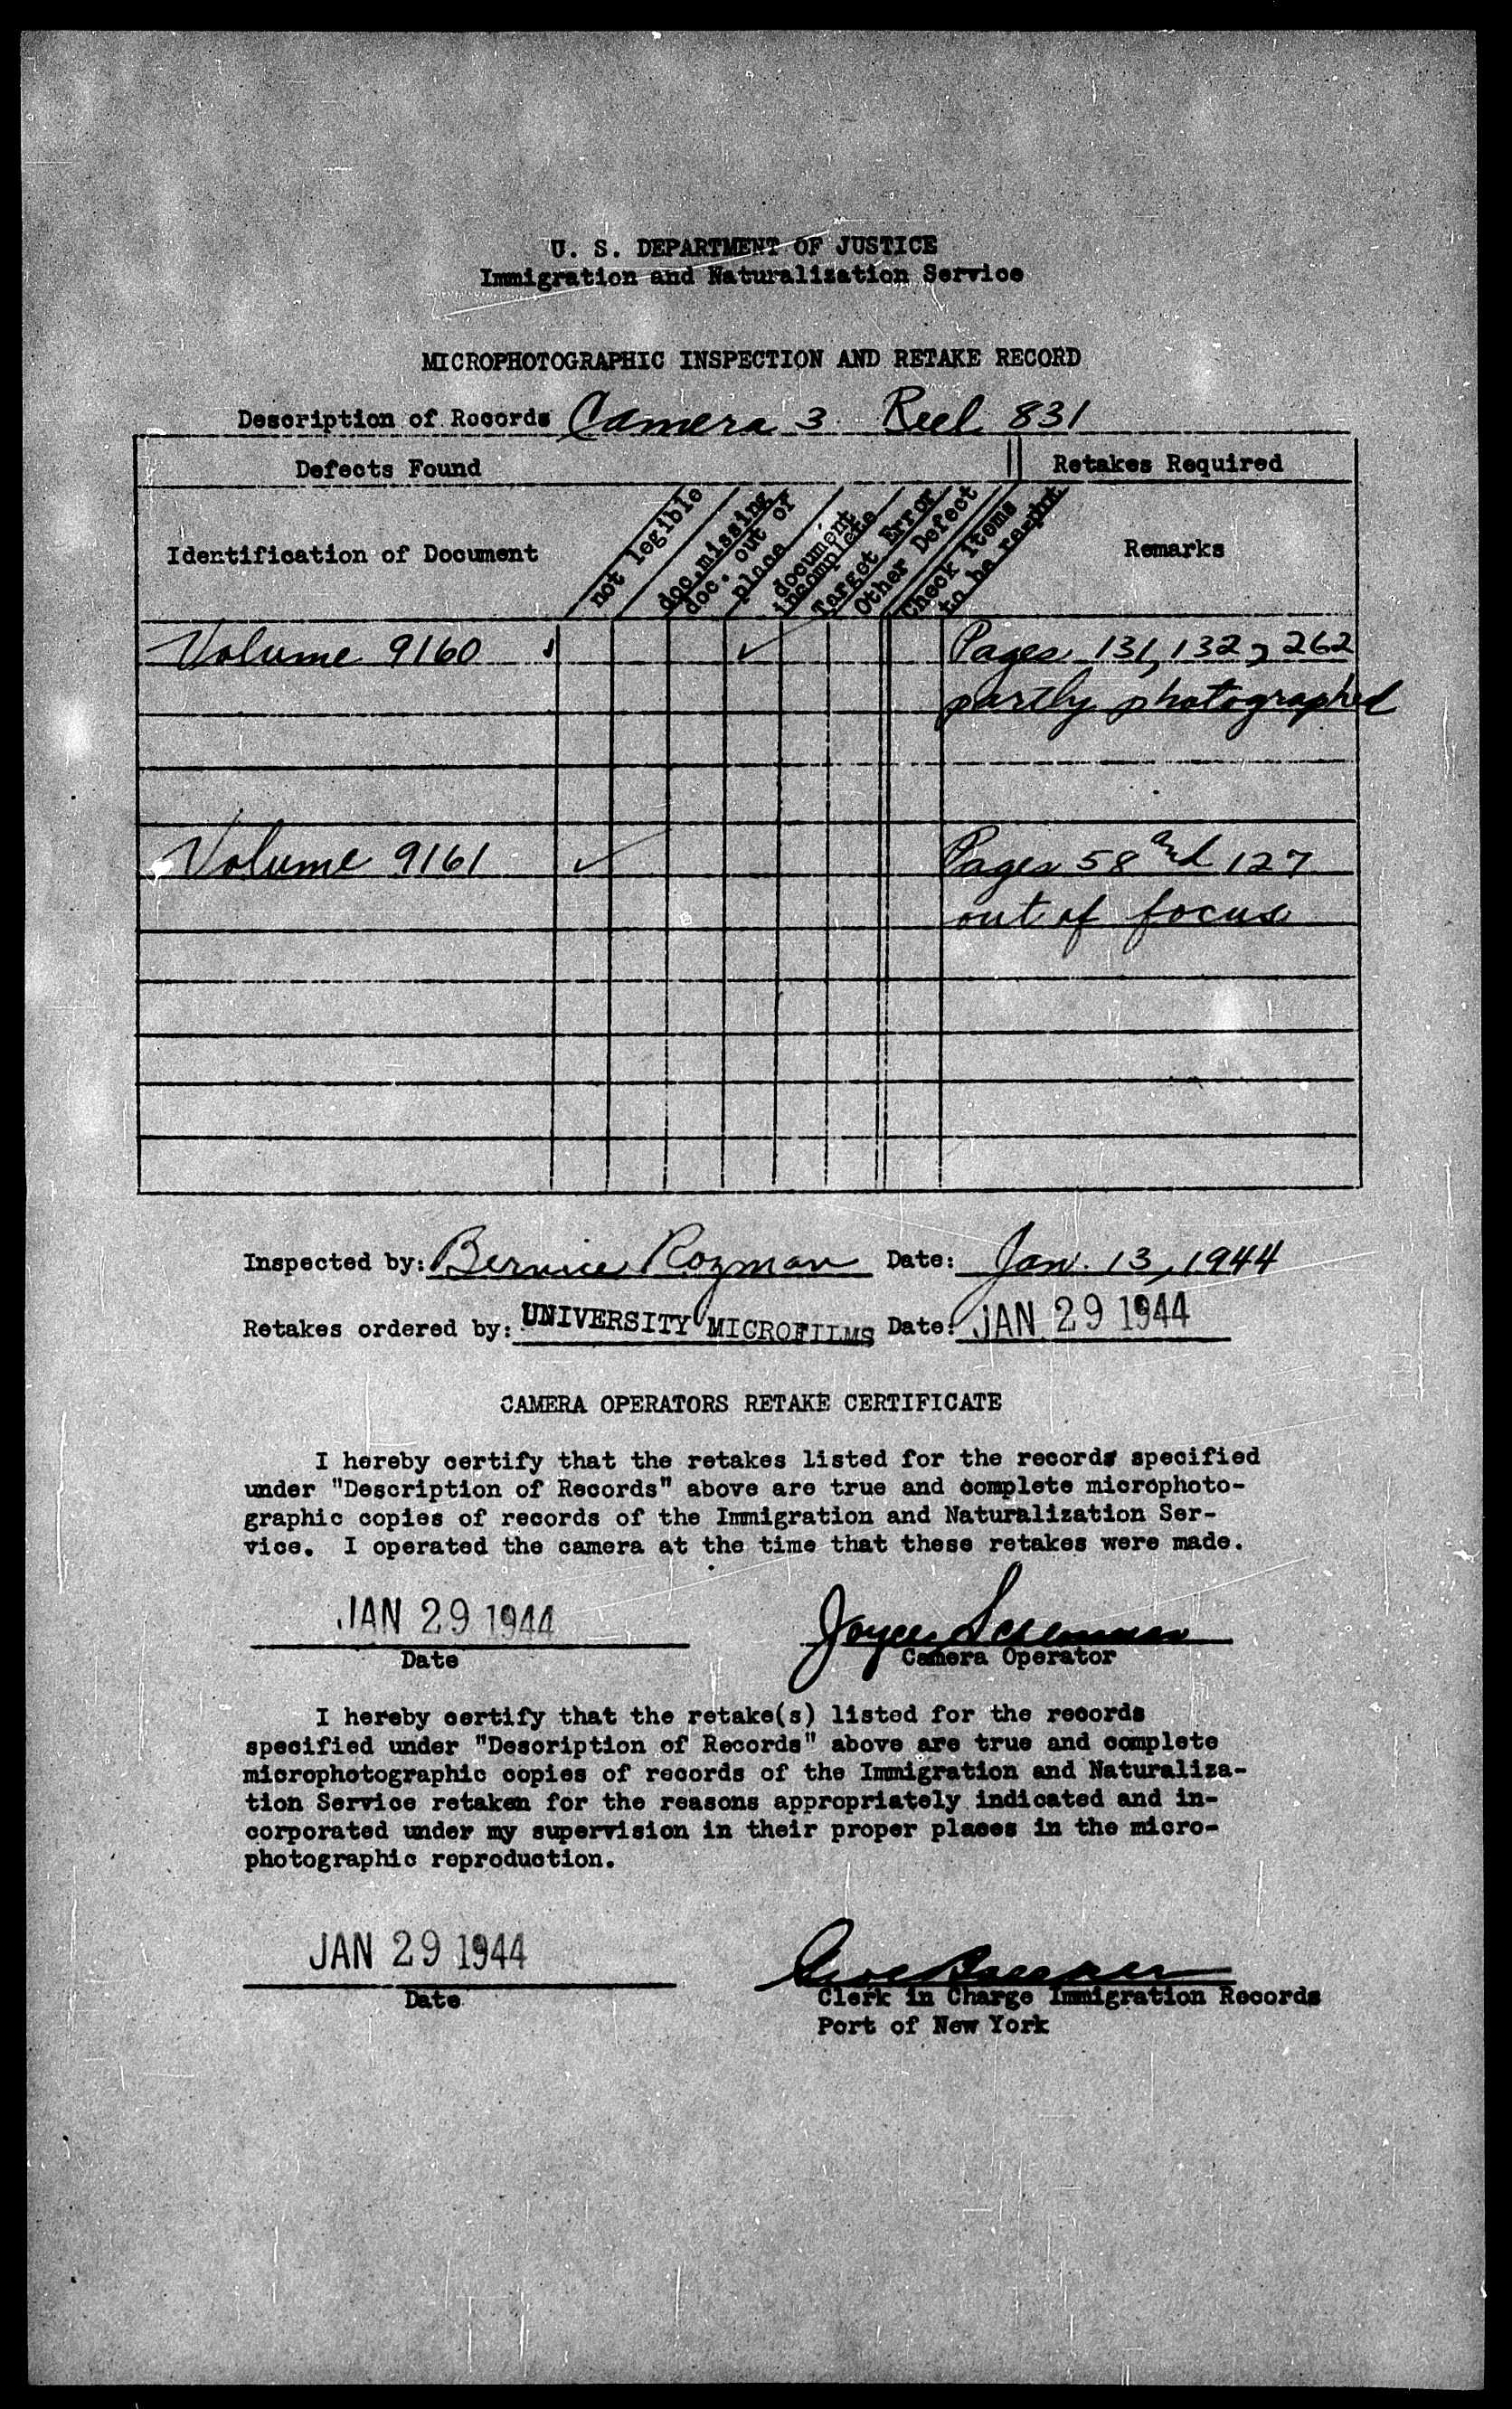 U. S. DEPARTMENT OF JUSTICE
Immigration and Naturalization Service
MICROPHOTOGRAPHIC INSPECTION AND RETAKE RECORD
Description of Records Camera 3 Reel 831
Defects Found Retakes Required
Identification of Document
not legible
doc. missing
doc. out of
place
document
incomplete
Target Error
Other Defect
Check items
to be re-pht
Remarks
Volume 9160 ✓ Pages 131, 132, 262
partly photographed
Volume 9161 ✓ Pages 58 and 127
out of focus
Inspected by: Bernice Rozman Date: Jan. 13, 1944
Retakes ordered by: UNIVERSITY MICROFILMS Date: JAN 29 1944
CAMERA OPERATORS RETAKE CERTIFICATE
I hereby certify that the retakes listed for the records specified
under "Description of Records" above are true and complete microphoto-
graphic copies of records of the Immigration and Naturalization Ser-
vice. I operated the camera at the time that these retakes were made.
JAN 29 1944 Joyce
Date Camera Operator
I hereby certify that the retake(s) listed for the records
specified under "Description of Records" above are true and complete
microphotographic copies of records of the Immigration and Naturaliza-
tion Service retaken for the reasons appropriately indicated and in-
corporated under my supervision in their proper places in the micro-
photographic reproduction.
JAN 29 1944
Date Clerk in Charge Immigration Records
Port of New York